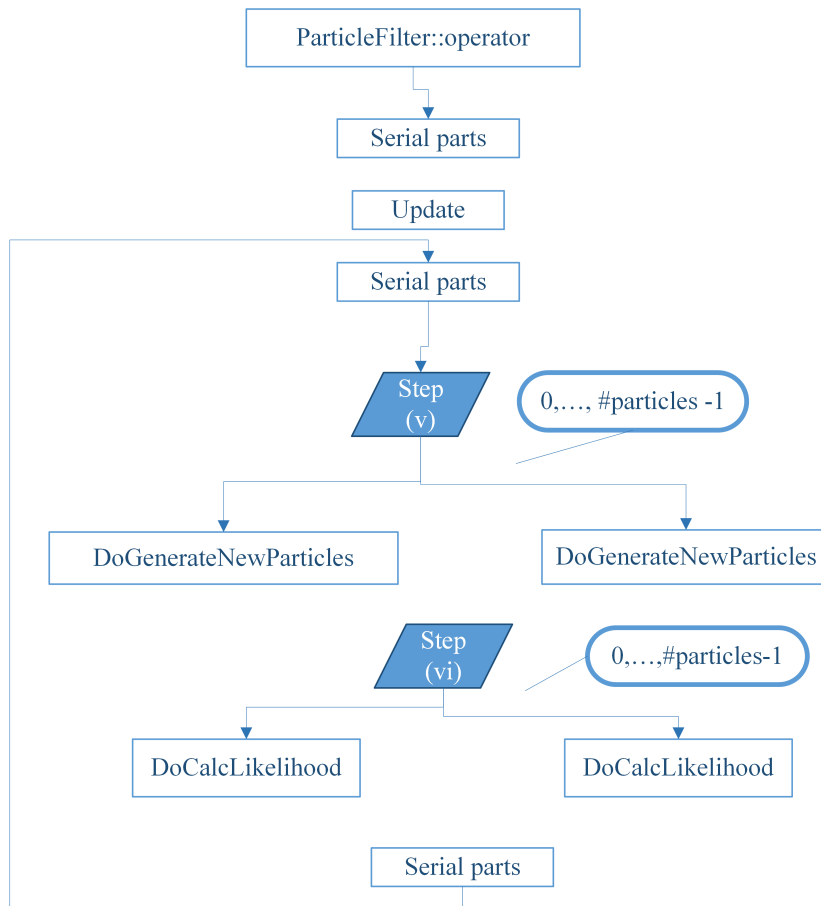 ParticleFilter::operator
Serial parts
Update
Serial parts
Step
(v)
0,…, #particles -1
DoGenerateNewParticles
DoGenerateNewParticles
Step
(vi)
0,…,#particles-1
DoCalcLikelihood
DoCalcLikelihood
Serial parts